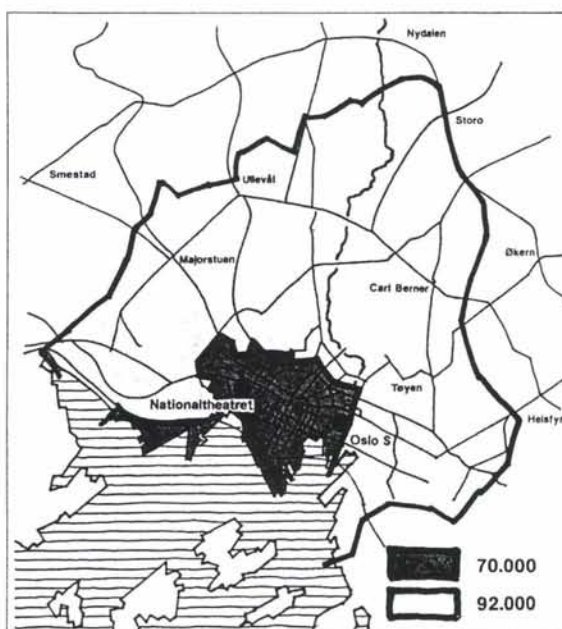 Nydalen
Storo
Smestad
Ullevål
Økern
Majorstuen
Carl Berner
Tøyen
Nationaltheatret
Helsfyr
Oslo S
70.000
92.000